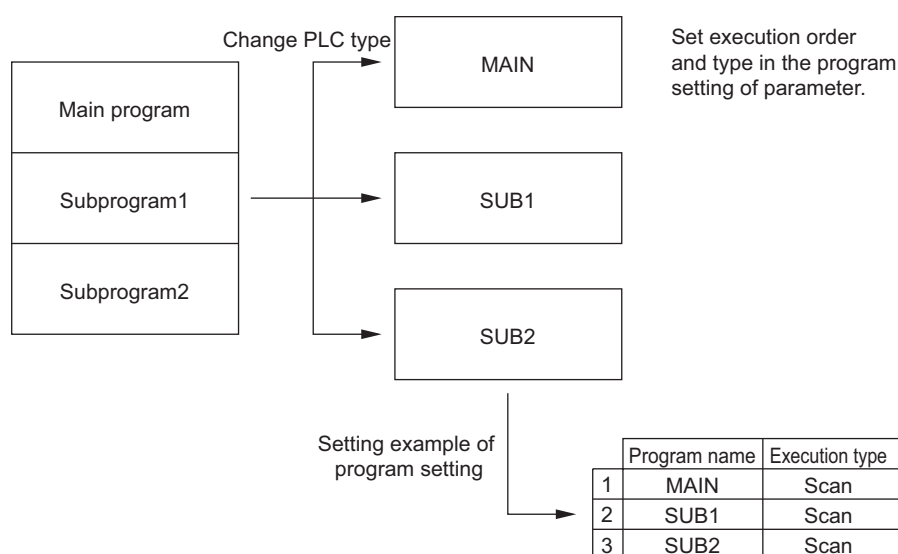 Change PLC type
Main program
Subprogram1
Subprogram2
MAIN
SUB1
SUB2
Set execution order
and type in the program
setting of parameter.
Setting example of
program setting
Program name Execution type
1 MAIN Scan
2 SUB1 Scan
3 SUB2 Scan